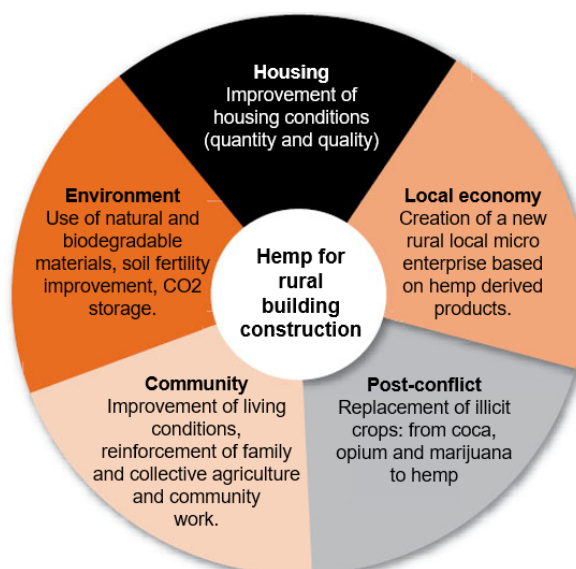 Housing
Improvement of
housing conditions
(quantity and quality)
Local economy
Creation of a new
rural local micro
enterprise based
on hemp derived
products.
Post-conflict
Replacement of illicit
crops: from coca,
opium and marijuana
to hemp
Community
Improvement of living
conditions,
reinforcement of family
and collective agriculture
and community
work.
Environment
Use of natural and
biodegradable
materials, soil fertility
improvement, CO2
storage.
Hemp for
rural
building
construction